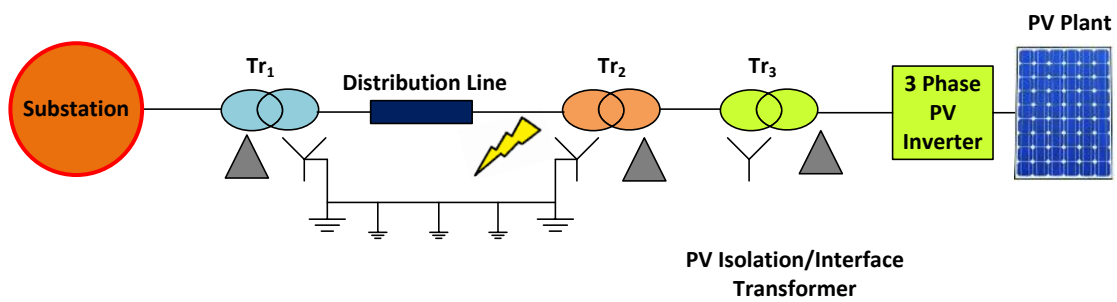 PV Plant
Substation
Tr₁
Distribution Line
Tr₂
Tr₃
3 Phase
PV
Inverter
PV Isolation/Interface
Transformer